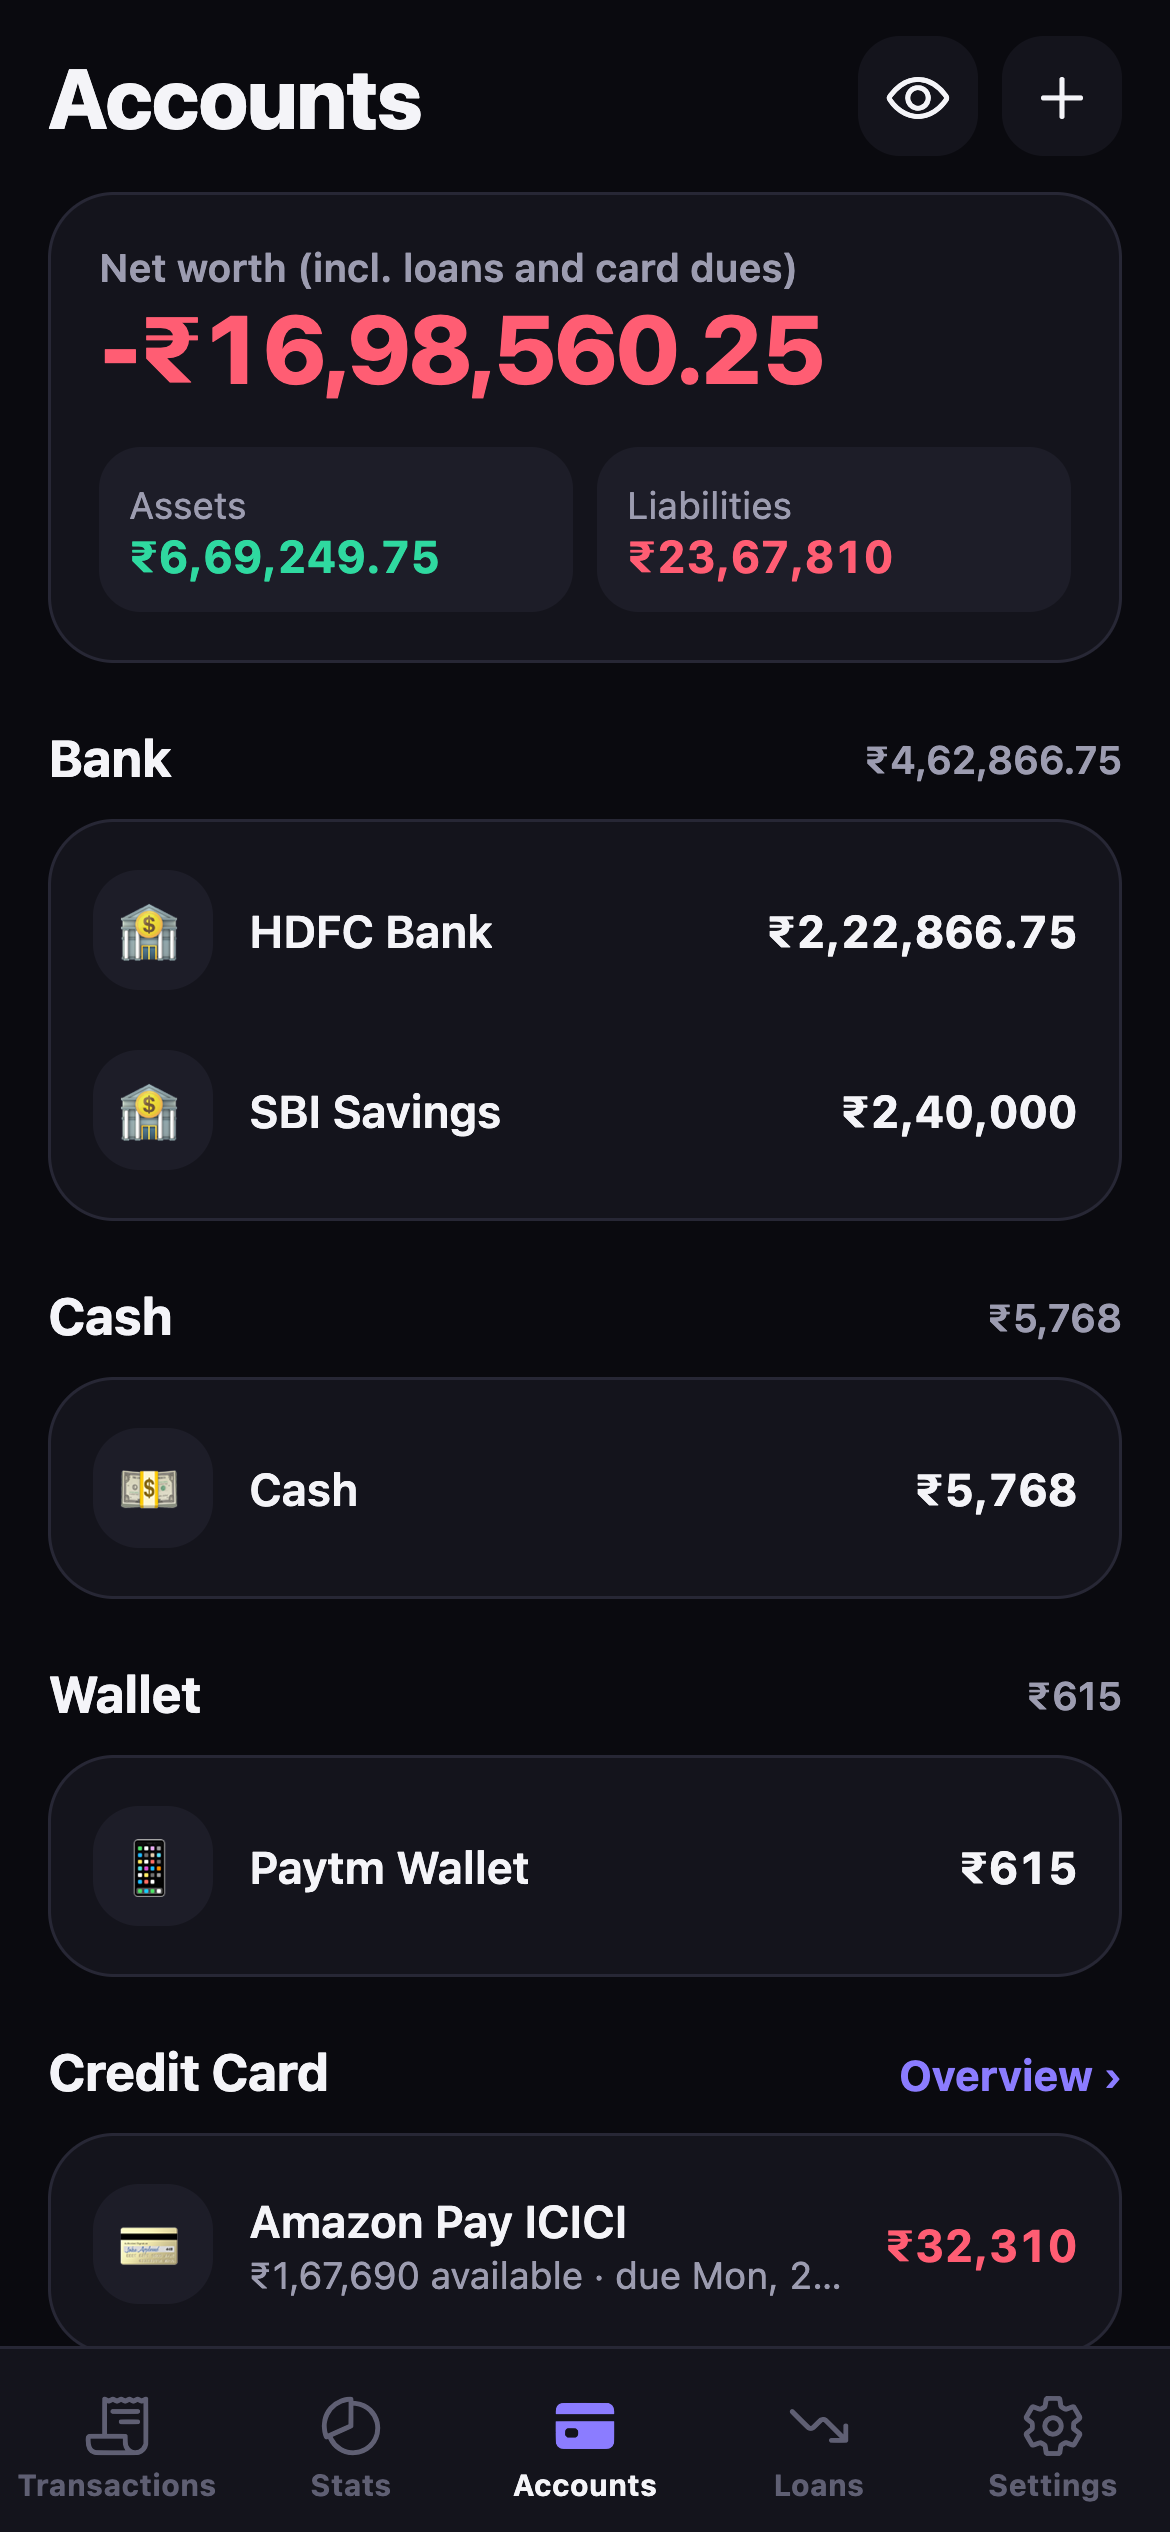 Accounts
Net worth (incl. loans and card dues)
-₹16,98,560.25
Assets
₹6,69,249.75
Liabilities
₹23,67,810
Bank
₹4,62,866.75
HDFC Bank
₹2,22,866.75
SBI Savings
₹2,40,000
Cash
₹5,768
Cash
₹5,768
Wallet
₹615
Paytm Wallet
₹615
Credit Card
Overview ›
Amazon Pay ICICI
₹1,67,690 available · due Mon, 2...
₹32,310
Transactions
Stats
Accounts
Loans
Settings